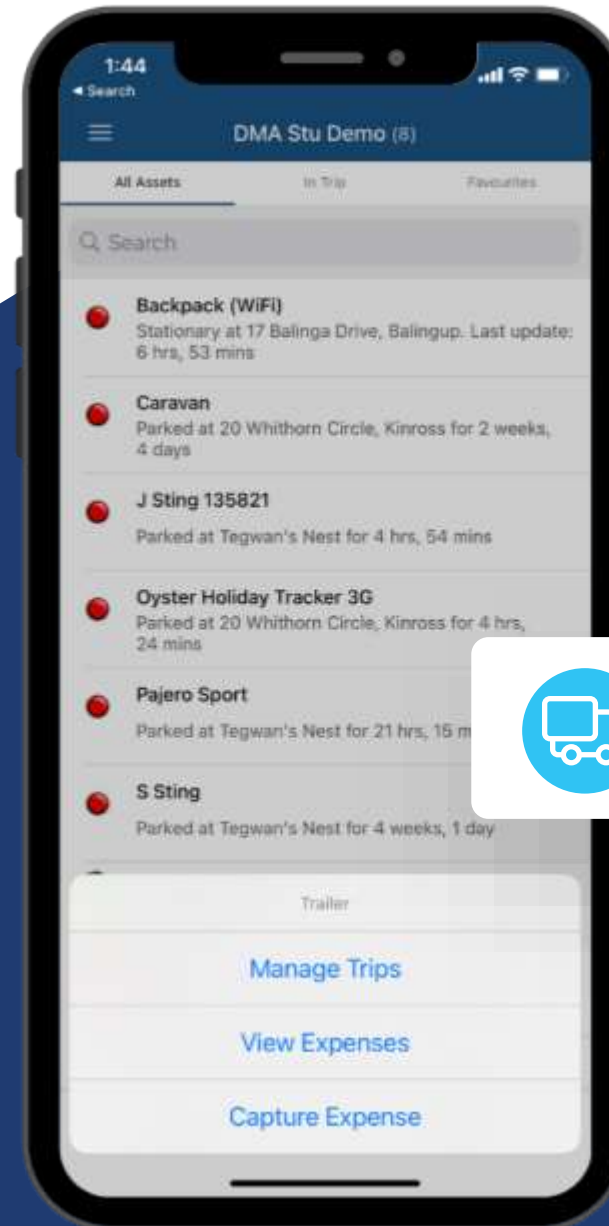 1:44
Search
DMA Stu Demo (8)
All Assets
In Trip
Favourites
Search
Backpack (WiFi)
Stationary at 17 Balinga Drive, Balingup. Last update:
6 hrs, 53 mins
Caravan
Parked at 20 Whithorn Circle, Kinross for 2 weeks,
4 days
J Sting 135821
Parked at Tegwan's Nest for 4 hrs, 54 mins
Oyster Holiday Tracker 3G
Parked at 20 Whithorn Circle, Kinross for 4 hrs,
24 mins
Pajero Sport
Parked at Tegwan's Nest for 21 hrs, 15 m
S Sting
Parked at Tegwan's Nest for 4 weeks, 1 day
Trailer
Manage Trips
View Expenses
Capture Expense